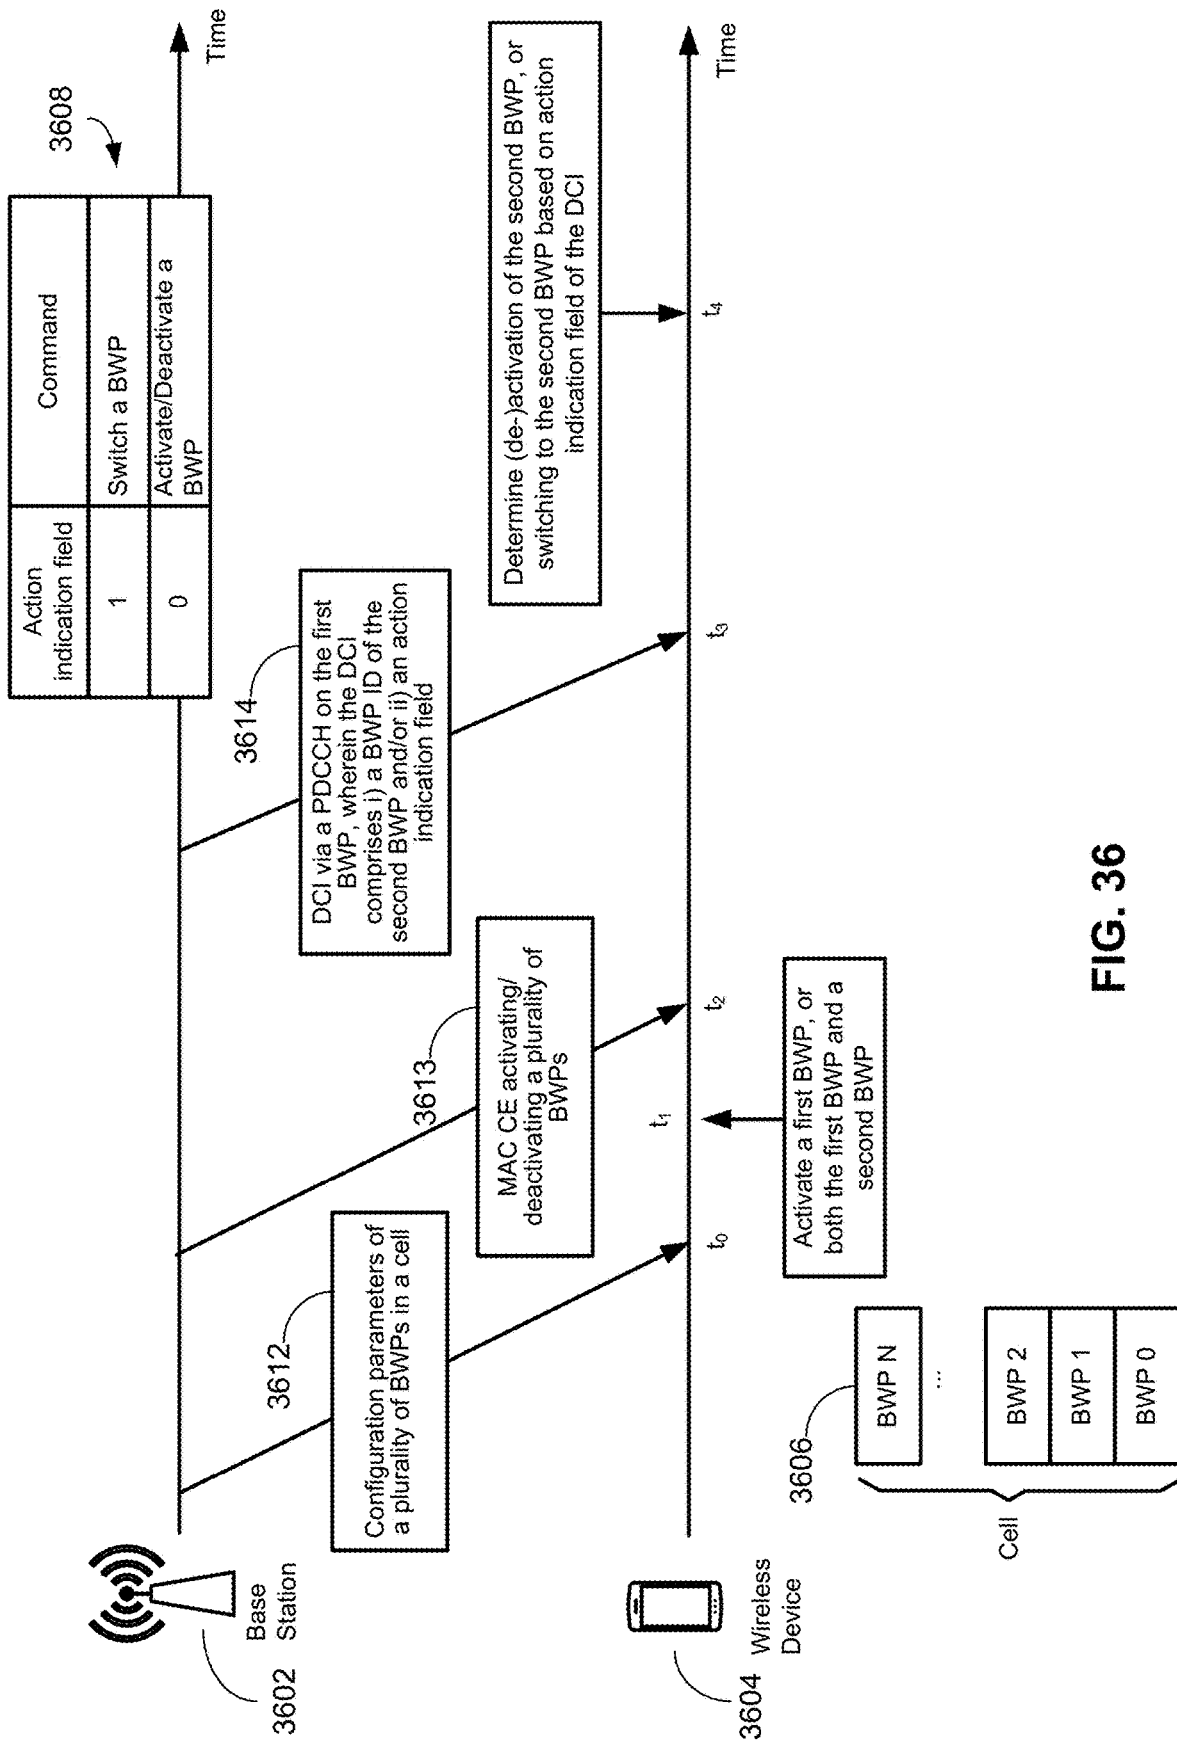 Action
indication field
Command
1
Switch a BWP
0
Activate/Deactivate a
BWP
3608
Time
3602
Base
Station
3612
Configuration parameters of
a plurality of BWPs in a cell
3613
MAC CE activating/
deactivating a plurality of
BWPs
3614
DCI via a PDCCH on the first
BWP, wherein the DCI
comprises i) a BWP ID of the
second BWP and/or ii) an action
indication field
Determine (de-)activation of the second BWP, or
switching to the second BWP based on action
indication field of the DCI
3604
Wireless
Device
t0
t1
t2
t3
t4
Time
Activate a first BWP, or
both the first BWP and a
second BWP
3606
Cell
BWP N
...
BWP 2
BWP 1
BWP 0
FIG. 36